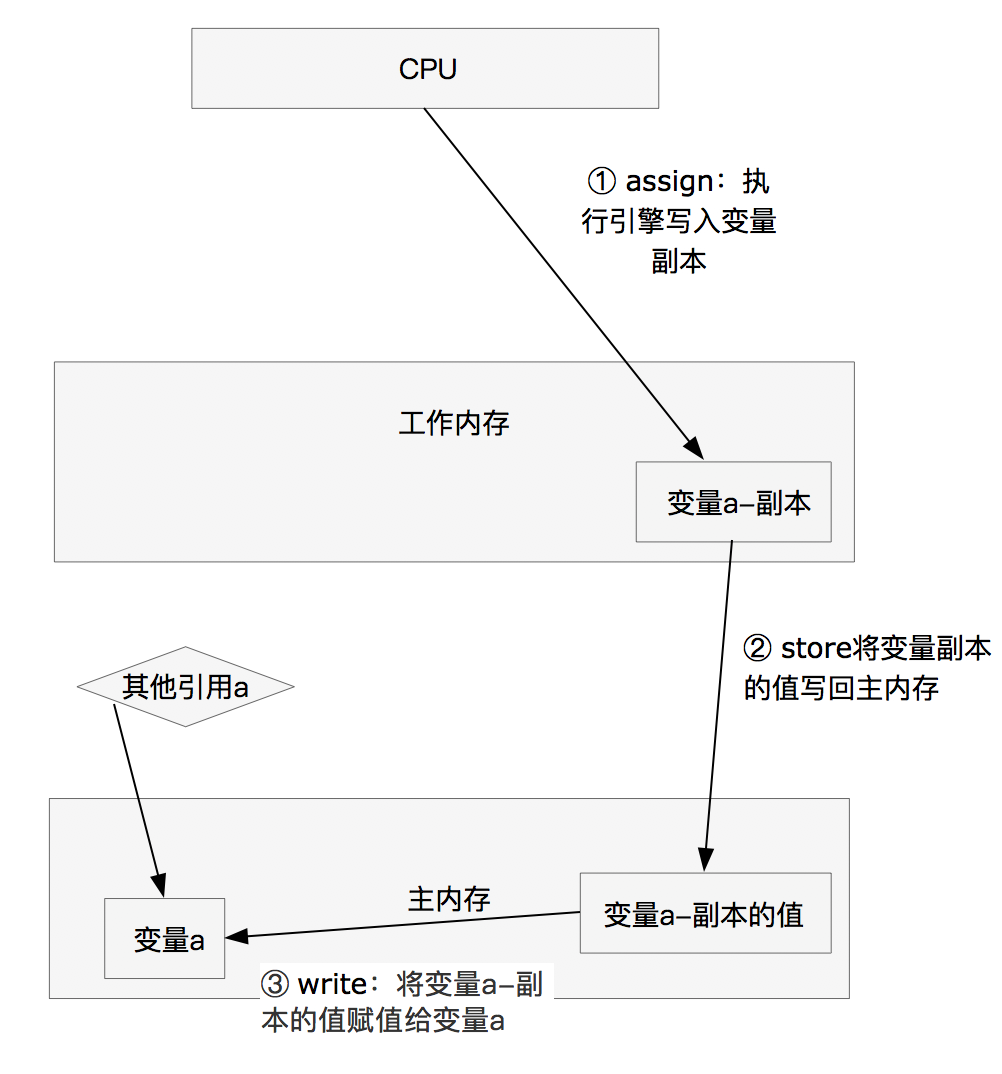 CPU
① assign：执
行引擎写入变量
副本
工作内存
变量a-副本
② store将变量副本
的值写回主内存
其他引用a
主内存
变量a-副本的值
变量a
③ write：将变量a-副
本的值赋值给变量a